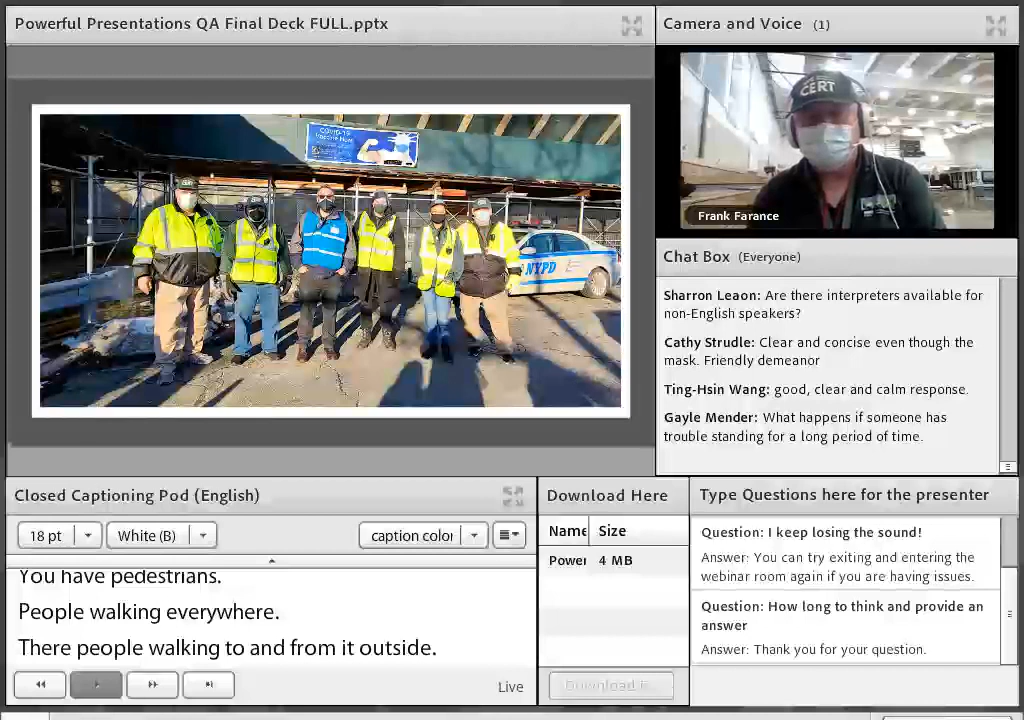 Powerful Presentations QA Final Deck FULL.pptx
COVID-19
Vaccine Now
NYPD
Camera and Voice (1)
CERT
Frank Farance
Chat Box (Everyone)
Sharron Leaon: Are there interpreters available for
non-English speakers?
Cathy Strudle: Clear and concise even though the
mask. Friendly demeanor
Ting-Hsin Wang: good, clear and calm response.
Gayle Mender: What happens if someone has
trouble standing for a long period of time.
Closed Captioning Pod (English)
18 pt
White (B)
caption color
You have pedestrians.
People walking everywhere.
There people walking to and from it outside.
Live
Download Here
Name Size
Power 4 MB
Download F
Type Questions here for the presenter
Question: I keep losing the sound!
Answer: You can try exiting and entering the
webinar room again if you are having issues.
Question: How long to think and provide an
answer
Answer: Thank you for your question.